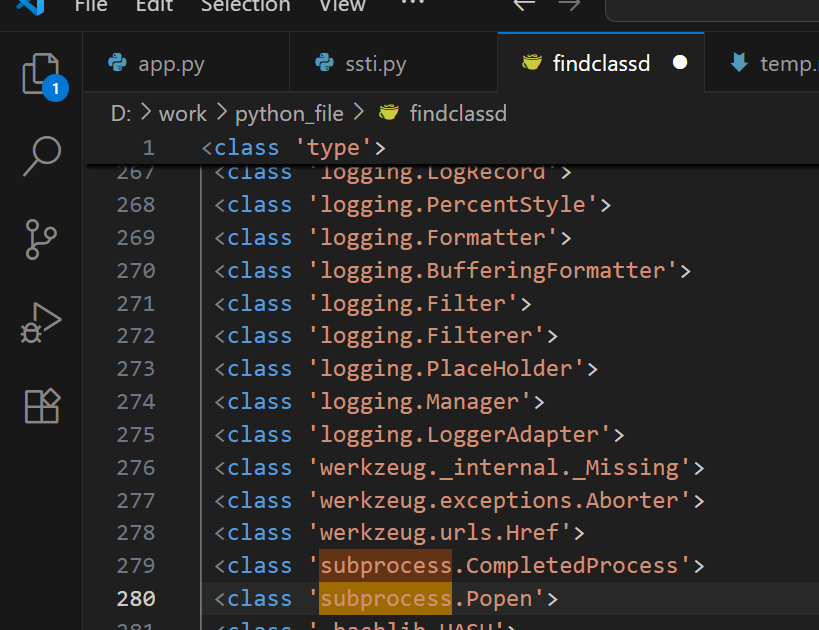 File Edit Selection View ...
app.py ssti.py findclassd temp.
1
D: > work > python_file > findclassd
1 <class 'type'>
267 <class 'logging.LogRecord'>
268 <class 'logging.PercentStyle'>
269 <class 'logging.Formatter'>
270 <class 'logging.BufferingFormatter'>
271 <class 'logging.Filter'>
272 <class 'logging.Filterer'>
273 <class 'logging.PlaceHolder'>
274 <class 'logging.Manager'>
275 <class 'logging.LoggerAdapter'>
276 <class 'werkzeug._internal._Missing'>
277 <class 'werkzeug.exceptions.Aborter'>
278 <class 'werkzeug.urls.Href'>
279 <class 'subprocess.CompletedProcess'>
280 <class 'subprocess.Popen'>
281 <class '_hashlib.HASH'>